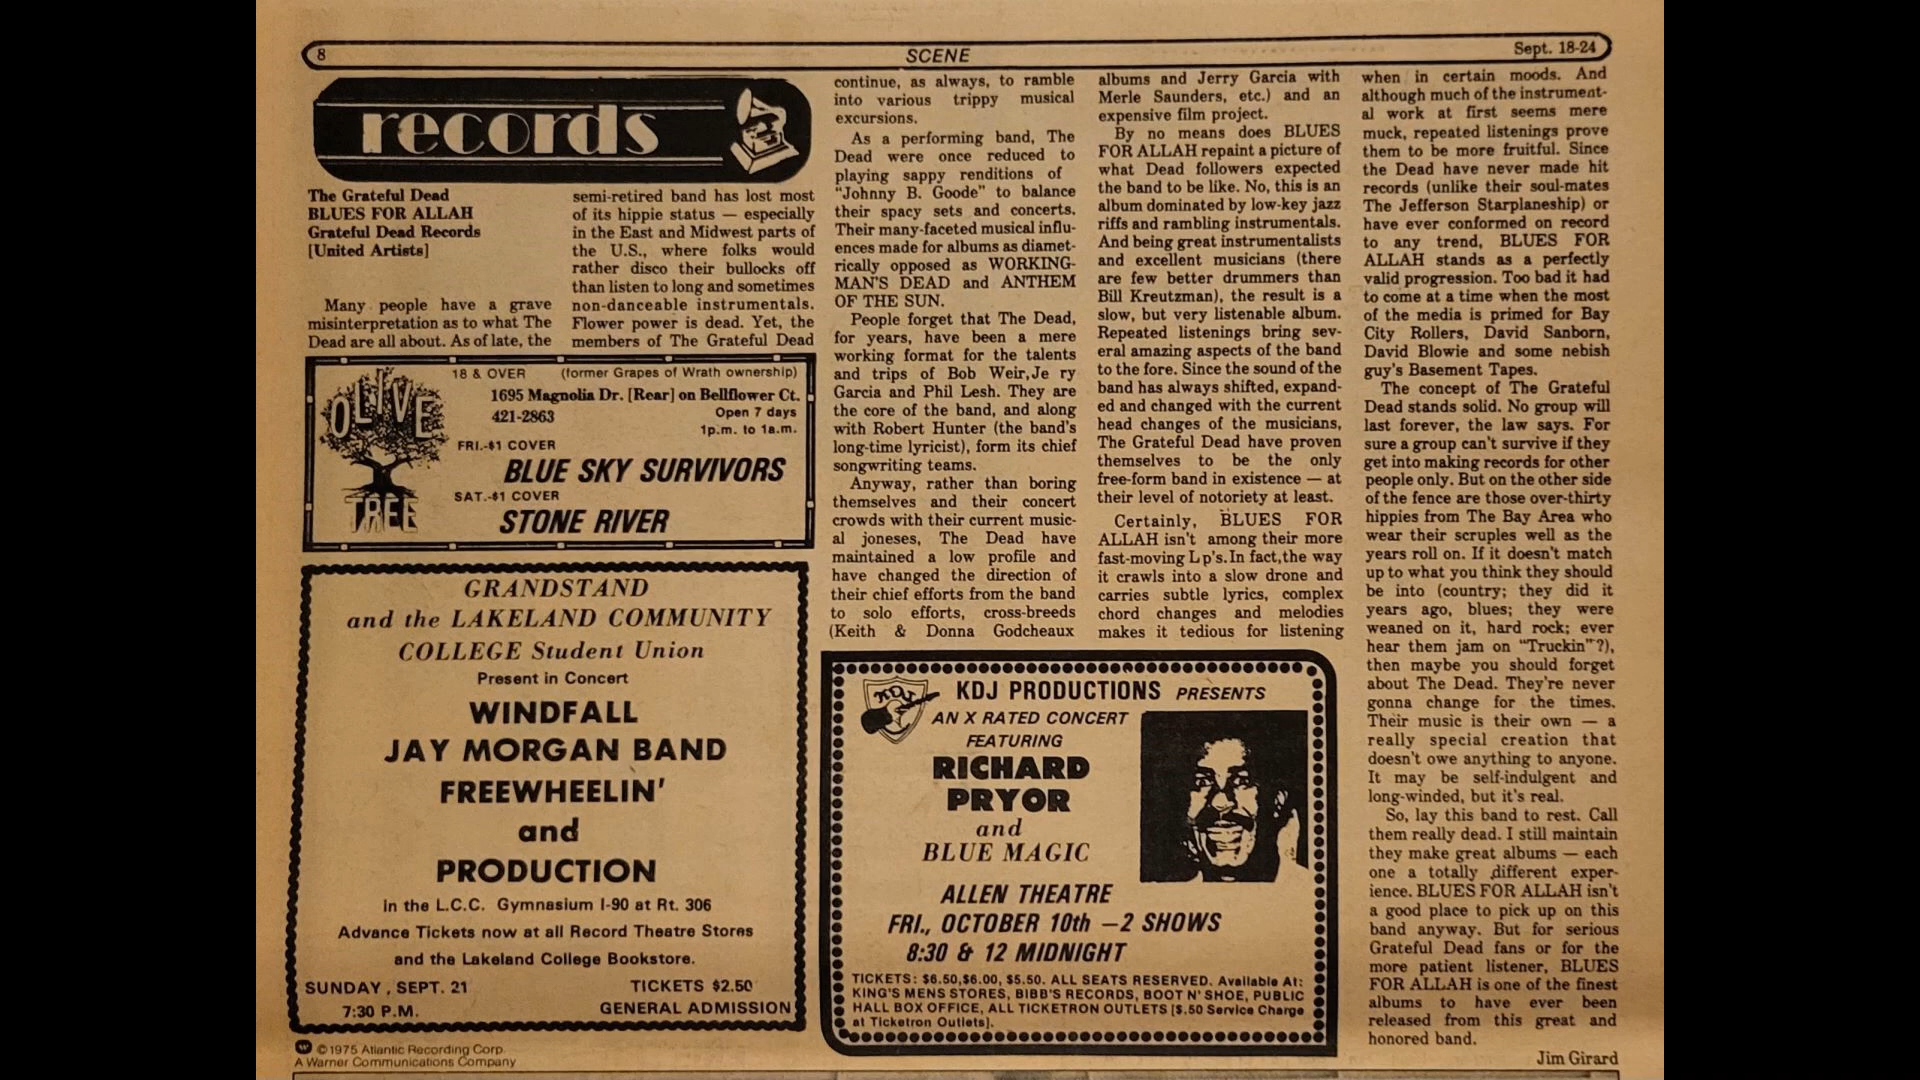 8
SCENE
Sept. 18-24
records
The Grateful Dead
BLUES FOR ALLAH
Grateful Dead Records
[United Artists]
Many people have a grave
misinterpretation as to what The
Dead are all about. As of late, the
semi-retired band has lost most
of its hippie status — especially
in the East and Midwest parts of
the U.S., where folks would
rather disco their bullocks off
than listen to long and sometimes
non-danceable instrumentals.
Flower power is dead. Yet, the
members of The Grateful Dead
continue, as always, to ramble
into various trippy musical
excursions.
As a performing band, The
Dead were once reduced to
playing sappy renditions of
"Johnny B. Goode" to balance
their spacy sets and concerts.
Their many-faceted musical influ-
ences made for albums as diamet-
rically opposed as WORKING-
MAN'S DEAD and ANTHEM
OF THE SUN.
People forget that The Dead,
for years, have been a mere
working format for the talents
and trips of Bob Weir,Je ry
Garcia and Phil Lesh. They are
the core of the band, and along
with Robert Hunter (the band's
long-time lyricist), form its chief
songwriting teams.
Anyway, rather than boring
themselves and their concert
crowds with their current music-
al joneses, The Dead have
maintained a low profile and
have changed the direction of
their chief efforts from the band
to solo efforts, cross-breeds
(Keith & Donna Godcheaux
albums and Jerry Garcia with
Merle Saunders, etc.) and an
expensive film project.
By no means does BLUES
FOR ALLAH repaint a picture of
what Dead followers expected
the band to be like. No, this is an
album dominated by low-key jazz
riffs and rambling instrumentals.
And being great instrumentalists
and excellent musicians (there
are few better drummers than
Bill Kreutzman), the result is a
slow, but very listenable album.
Repeated listenings bring sev-
eral amazing aspects of the band
to the fore. Since the sound of the
band has always shifted, expand-
ed and changed with the current
head changes of the musicians,
The Grateful Dead have proven
themselves to be the only
free-form band in existence — at
their level of notoriety at least.
Certainly, BLUES FOR
ALLAH isn't among their more
fast-moving Lp's.In fact,the way
it crawls into a slow drone and
carries subtle lyrics, complex
chord changes and melodies
makes it tedious for listening
when in certain moods. And
although much of the instrument-
al work at first seems mere
muck, repeated listenings prove
them to be more fruitful. Since
the Dead have never made hit
records (unlike their soul-mates
The Jefferson Starplaneship) or
have ever conformed on record
to any trend, BLUES FOR
ALLAH stands as a perfectly
valid progression. Too bad it had
to come at a time when the most
of the media is primed for Bay
City Rollers, David Sanborn,
David Blowie and some nebish
guy's Basement Tapes.
The concept of The Grateful
Dead stands solid. No group will
last forever, the law says. For
sure a group can't survive if they
get into making records for other
people only. But on the other side
of the fence are those over-thirty
hippies from The Bay Area who
wear their scruples well as the
years roll on. If it doesn't match
up to what you think they should
be into (country; they did it
years ago, blues; they were
weaned on it, hard rock; ever
hear them jam on "Truckin"?),
then maybe you should forget
about The Dead. They're never
gonna change for the times.
Their music is their own — a
really special creation that
doesn't owe anything to anyone.
It may be self-indulgent and
long-winded, but it's real.
So, lay this band to rest. Call
them really dead. I still maintain
they make great albums — each
one a totally different exper-
ience. BLUES FOR ALLAH isn't
a good place to pick up on this
band anyway. But for serious
Grateful Dead fans or for the
more patient listener, BLUES
FOR ALLAH is one of the finest
albums to have ever been
released from this great and
honored band.
Jim Girard
OLIVE
TREE
18 & OVER (former Grapes of Wrath ownership)
1695 Magnolia Dr. [Rear] on Bellflower Ct.
421-2863
Open 7 days
1p.m. to 1a.m.
FRI.-$1 COVER
BLUE SKY SURVIVORS
SAT.-$1 COVER
STONE RIVER
GRANDSTAND
and the LAKELAND COMMUNITY
COLLEGE Student Union
Present in Concert
WINDFALL
JAY MORGAN BAND
FREEWHEELIN'
and
PRODUCTION
in the L.C.C. Gymnasium I-90 at Rt. 306
Advance Tickets now at all Record Theatre Stores
and the Lakeland College Bookstore.
SUNDAY, SEPT. 21
7:30 P.M.
TICKETS $2.50
GENERAL ADMISSION
©1975 Atlantic Recording Corp.
A Warner Communications Company
KDJ
KDJ PRODUCTIONS PRESENTS
AN X RATED CONCERT
FEATURING
RICHARD
PRYOR
and
BLUE MAGIC
ALLEN THEATRE
FRI., OCTOBER 10th — 2 SHOWS
8:30 & 12 MIDNIGHT
TICKETS: $6.50,$6.00, $5.50. ALL SEATS RESERVED. Available At:
KING'S MENS STORES, BIBB'S RECORDS, BOOT N' SHOE, PUBLIC
HALL BOX OFFICE, ALL TICKETRON OUTLETS [$.50 Service Charge
at Ticketron Outlets].